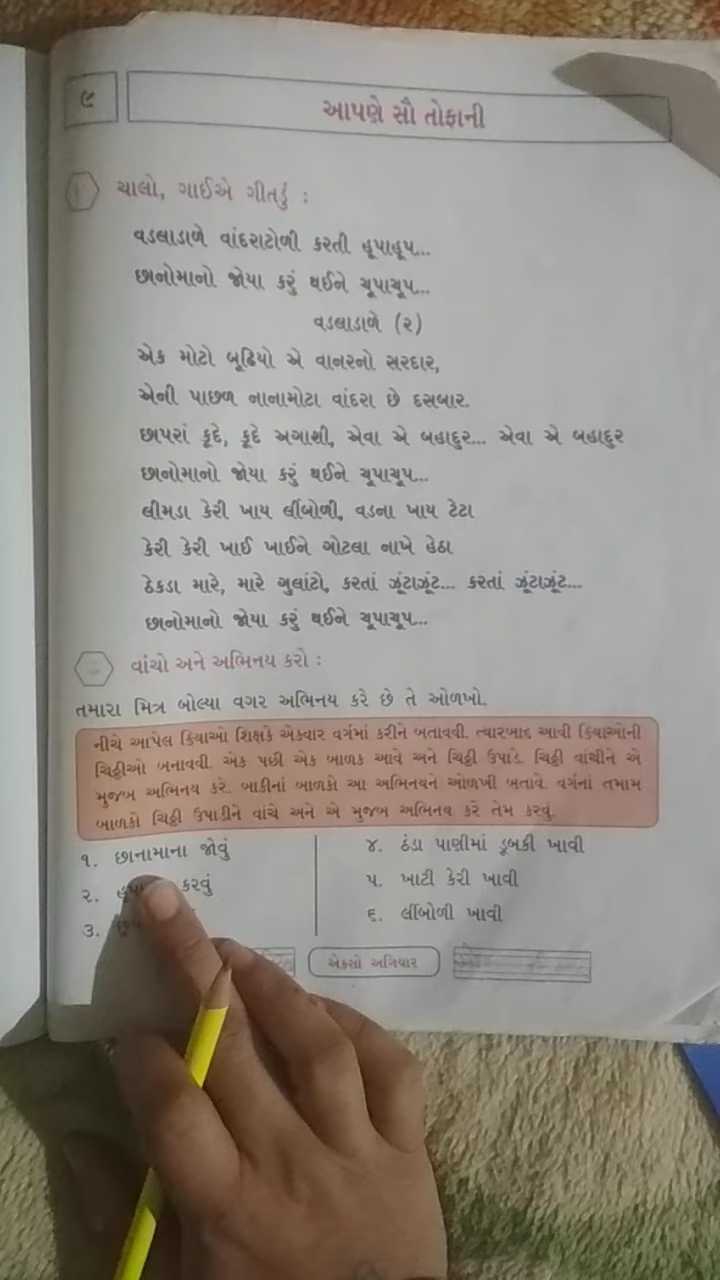 ૯
આપણે સૌ તોફાની
ચાલો, ગાઈએ ગીતડું :
વડલાડાળે વાંદરાટોળી કરતી હૂપાહૂપ...
છાનોમાનો જોયા કરું થઈને ચૂપાચૂપ...
વડલાડાળે (૨)
એક મોટો બૂઢિયો એ વાનરનો સરદાર,
એની પાછળ નાનામોટા વાંદરા છે દસબાર.
છાપરાં કૂદે, કૂદે અગાશી, એવા એ બહાદુર... એવા એ બહાદુર
છાનોમાનો જોયા કરું થઈને ચૂપાચૂપ...
લીમડા કેરી ખાય લીંબોળી, વડના ખાય ટેટા
કેરી કેરી ખાઈ ખાઈને ગોટલા નાખે હેઠા
ઠેકડા મારે, મારે ગુલાંટો, કરતાં ઝૂંટાઝૂંટ... કરતાં ઝૂંટાઝૂંટ...
છાનોમાનો જોયા કરું થઈને ચૂપાચૂપ...
વાંચો અને અભિનય કરો :
તમારા મિત્ર બોલ્યા વગર અભિનય કરે છે તે ઓળખો.
નીચે આપેલ ક્રિયાઓ શિક્ષકે એકવાર વર્ગમાં કરીને બતાવવી. ત્યારબાદ આવી ક્રિયાઓની
ચિઠ્ઠીઓ બનાવવી. એક પછી એક બાળક આવે અને ચિઠ્ઠી ઉપાડે. ચિઠ્ઠી વાંચીને એ
મુજબ અભિનય કરે. બાકીનાં બાળકો આ અભિનયને ઓળખી બતાવે. વર્ગનાં તમામ
બાળકો ચિઠ્ઠી ઉપાડીને વાંચે અને એ મુજબ અભિનય કરે તેમ કરવું.
૧. છાનામાના જોવું
૨. કરવું
૩.
૪. ઠંડા પાણીમાં ડૂબકી ખાવી
૫. ખાટી કેરી ખાવી
૬. લીંબોળી ખાવી
એકસો અગિયાર